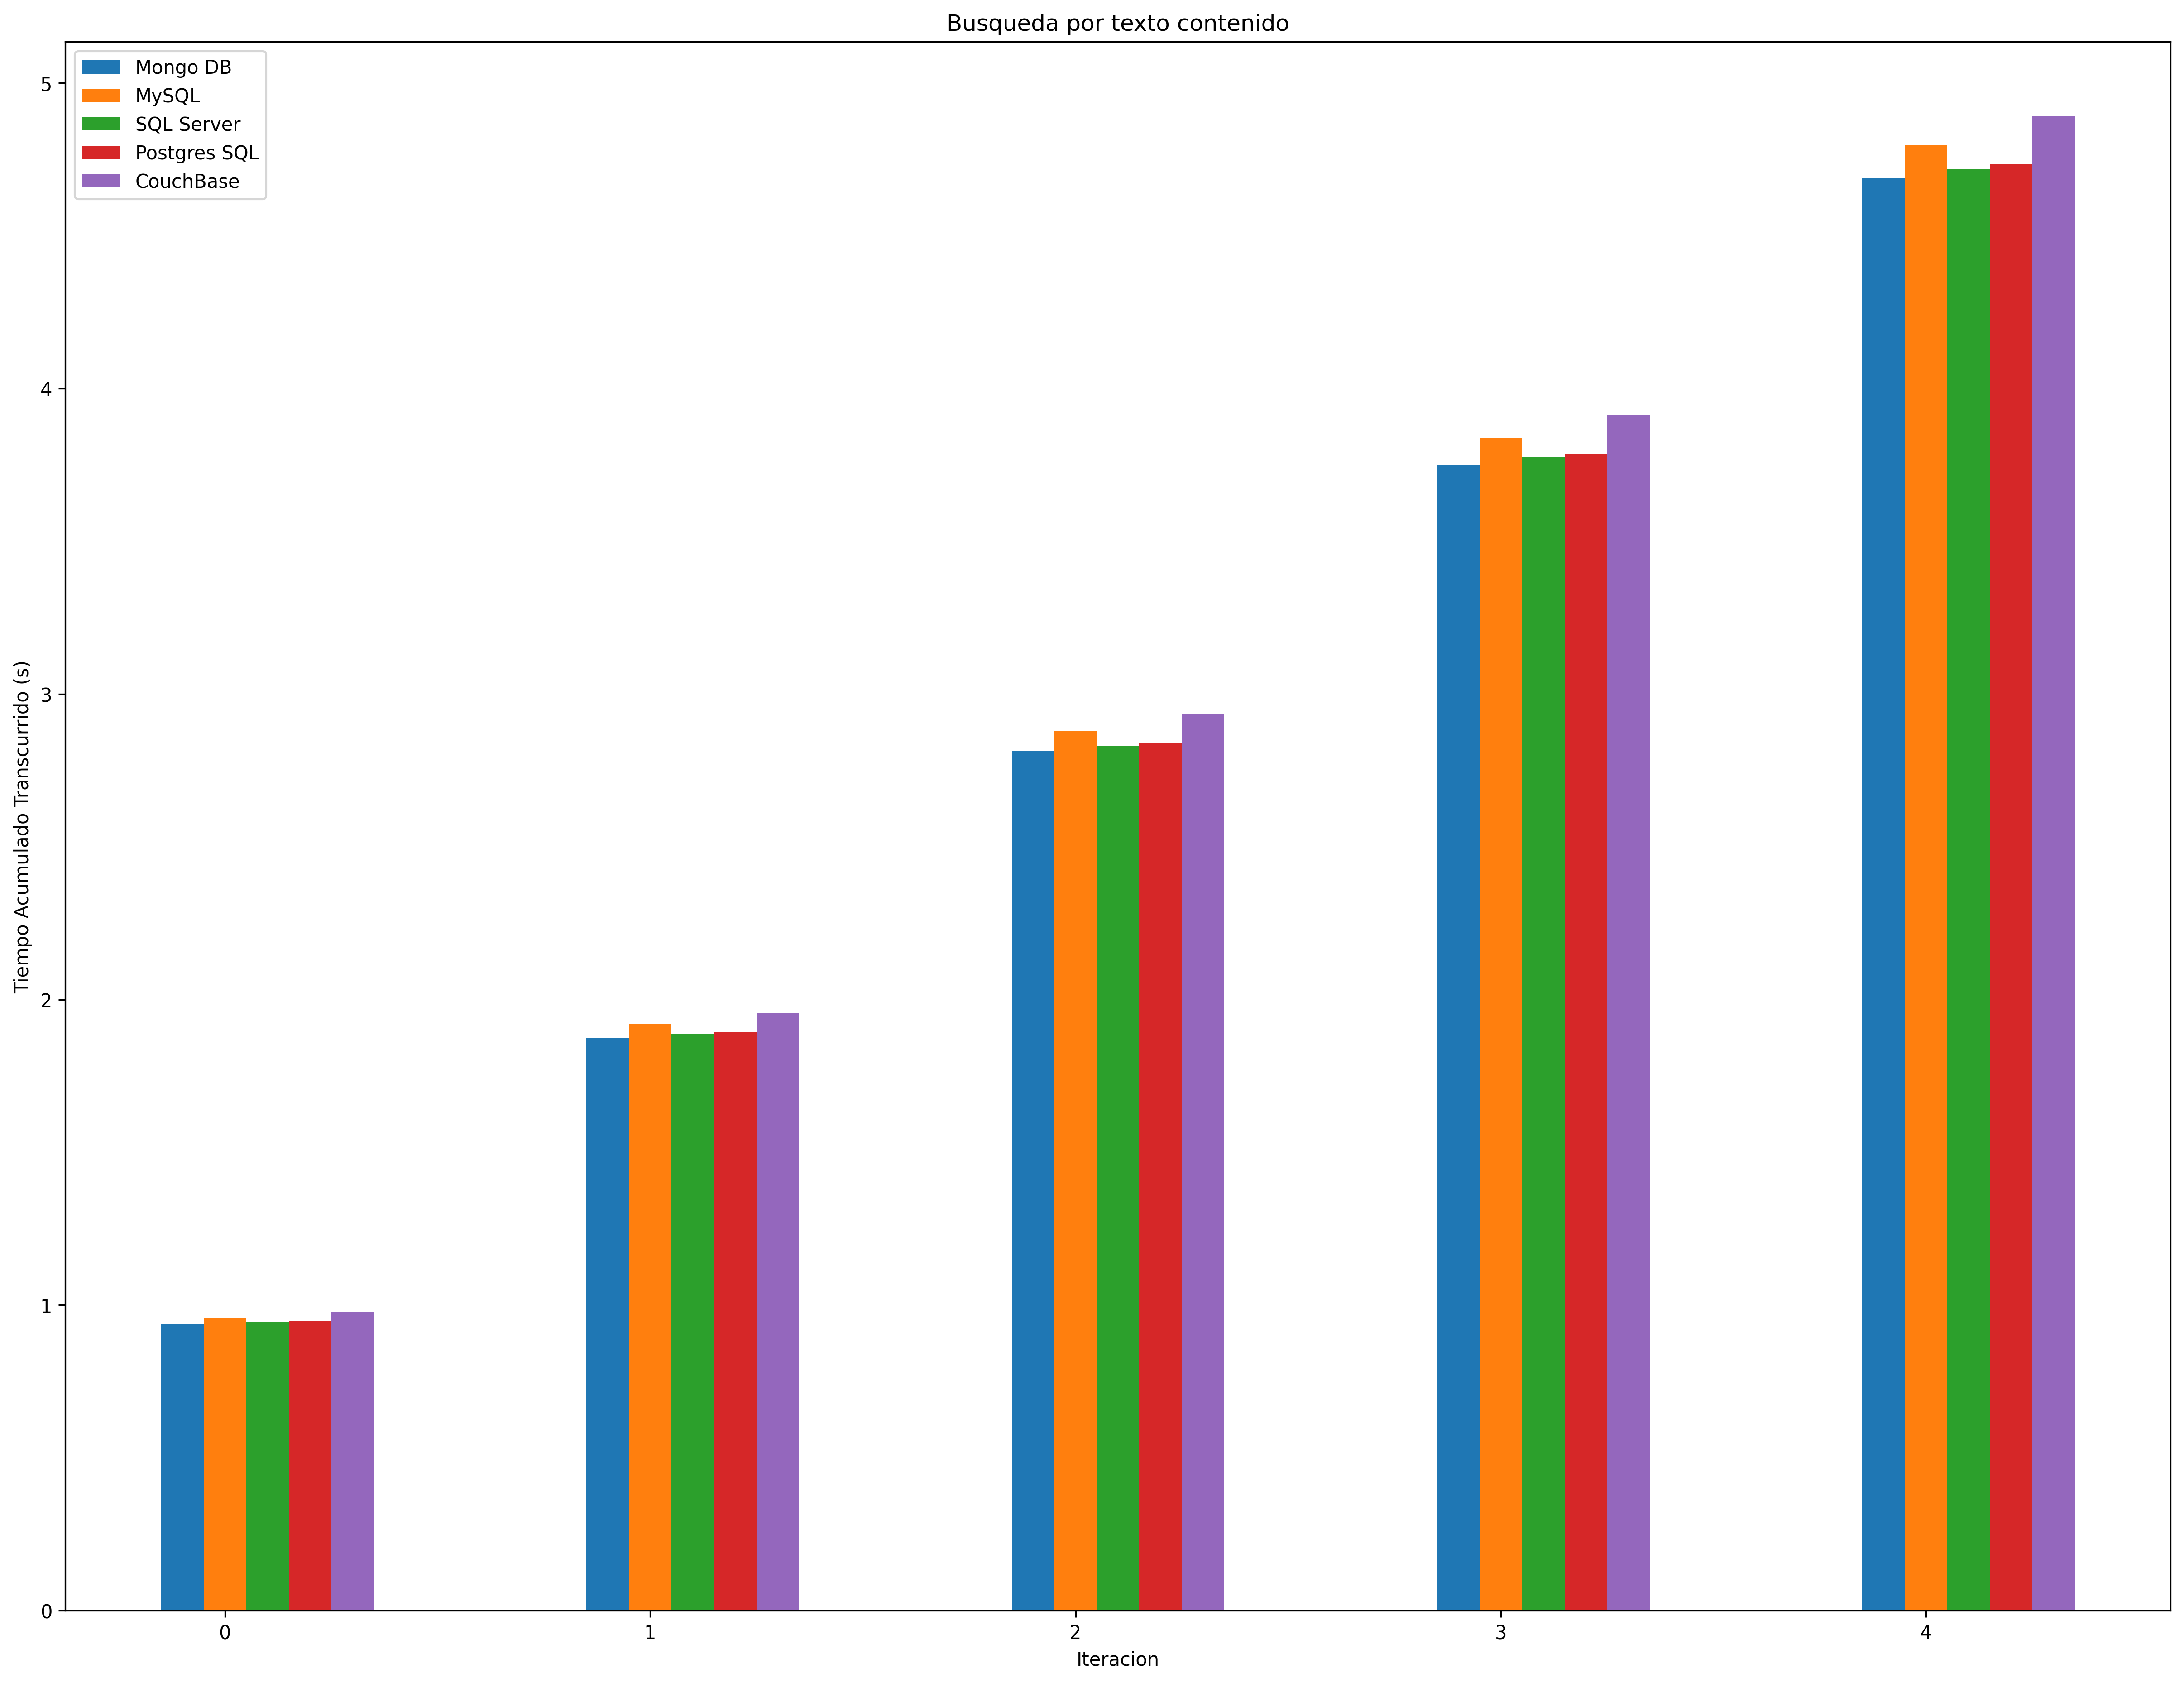 Busqueda por texto contenido
Mongo DB
MySQL
SQL Server
Postgres SQL
CouchBase
5
4
3
2
1
0
Tiempo Acumulado Transcurrido (s)
0 1 2 3 4
Iteracion